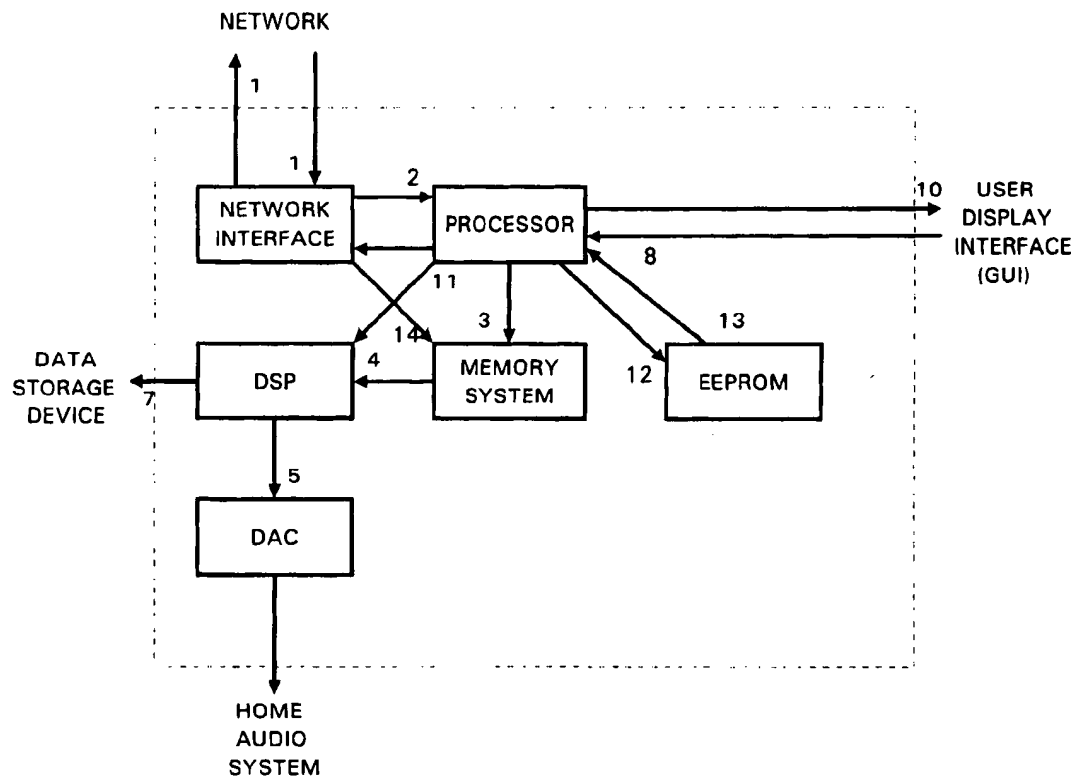 NETWORK
1
1
NETWORK
INTERFACE
2
PROCESSOR
10
USER
DISPLAY
INTERFACE
(GUI)
8
11
14
3
13
12
DATA
STORAGE
DEVICE
7
DSP
4
MEMORY
SYSTEM
EEPROM
5
DAC
HOME
AUDIO
SYSTEM